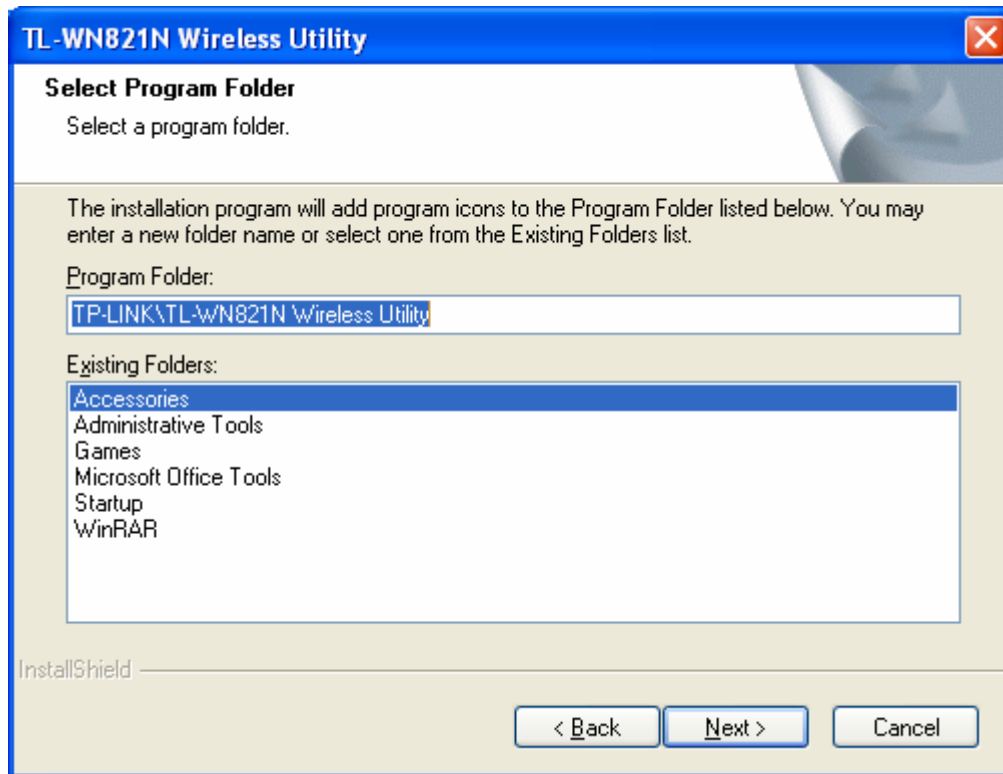 TL-WN821N Wireless Utility
Select Program Folder
Select a program folder.
The installation program will add program icons to the Program Folder listed below. You may
enter a new folder name or select one from the Existing Folders list.
Program Folder:
TP-LINK\TL-WN821N Wireless Utility
Existing Folders:
Accessories
Administrative Tools
Games
Microsoft Office Tools
Startup
WinRAR
InstallShield
< Back
Next >
Cancel